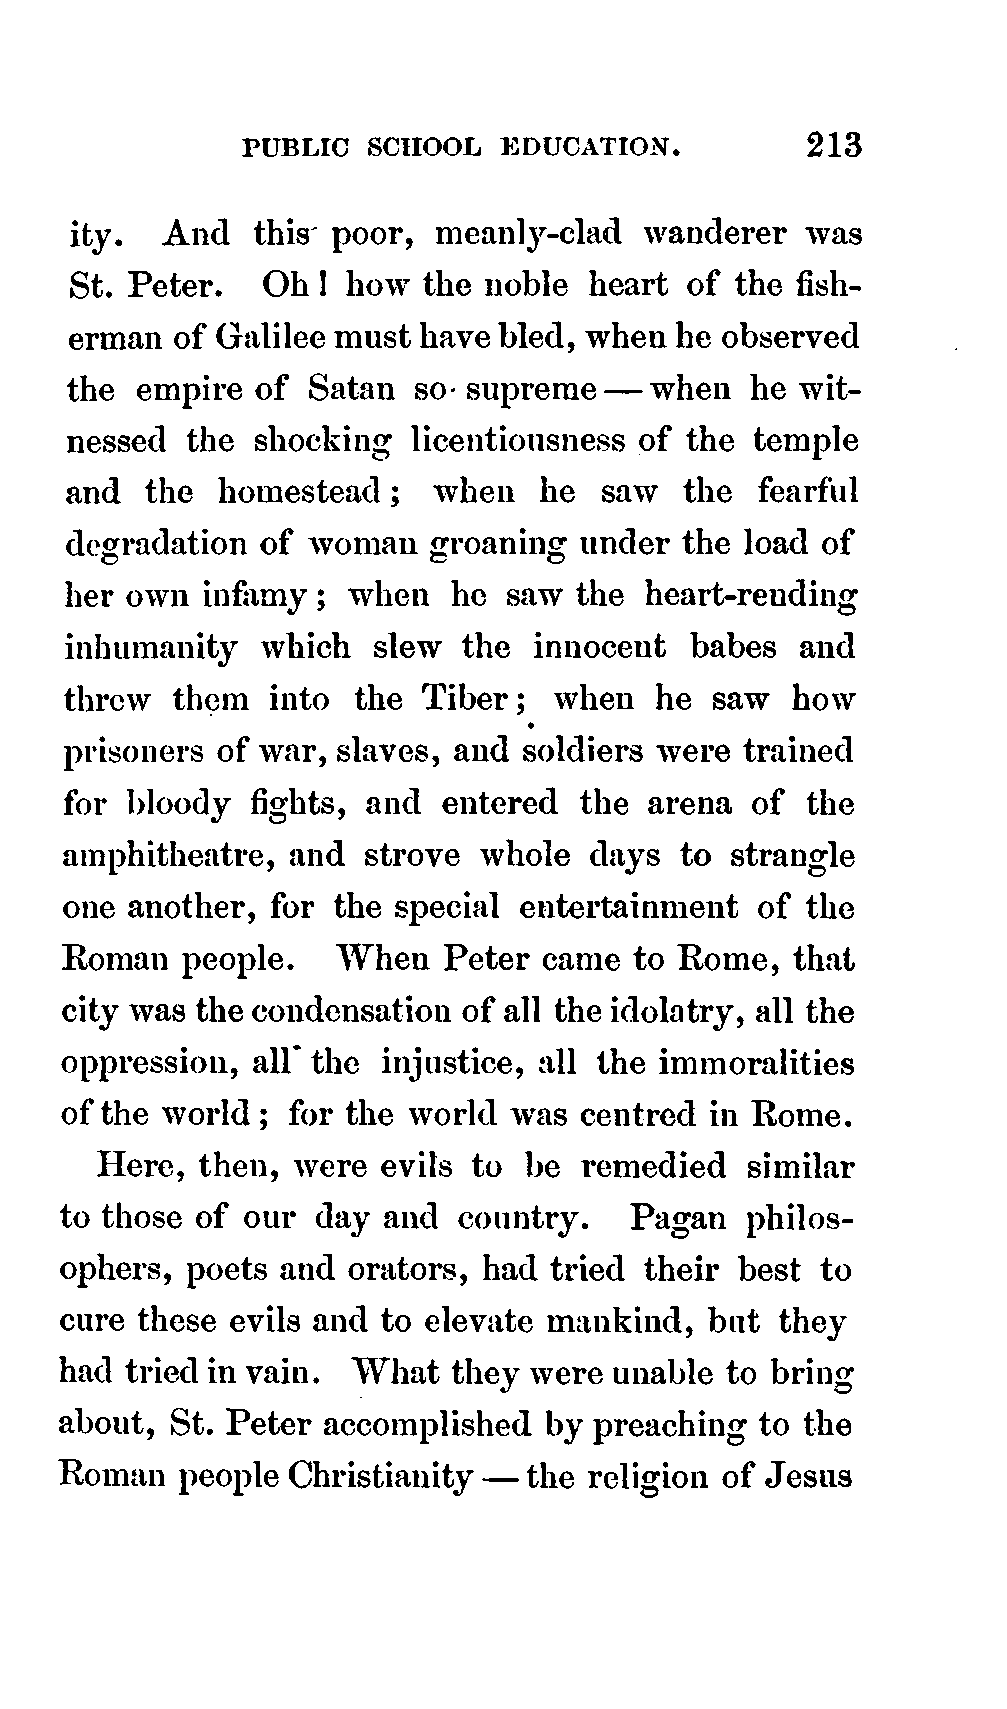 PUBLIC SCHOOL EDUCATION. 213
ity. And this poor, meanly-clad wanderer was
St. Peter. Oh! how the noble heart of the fish-
erman of Galilee must have bled, when he observed
the empire of Satan so supreme — when he wit-
nessed the shocking licentiousness of the temple
and the homestead; when he saw the fearful
degradation of woman groaning under the load of
her own infamy; when he saw the heart-rending
inhumanity which slew the innocent babes and
threw them into the Tiber; when he saw how
prisoners of war, slaves, and soldiers were trained
for bloody fights, and entered the arena of the
amphitheatre, and strove whole days to strangle
one another, for the special entertainment of the
Roman people. When Peter came to Rome, that
city was the condensation of all the idolatry, all the
oppression, all the injustice, all the immoralities
of the world; for the world was centred in Rome.
Here, then, were evils to be remedied similar
to those of our day and country. Pagan philos-
ophers, poets and orators, had tried their best to
cure these evils and to elevate mankind, but they
had tried in vain. What they were unable to bring
about, St. Peter accomplished by preaching to the
Roman people Christianity — the religion of Jesus